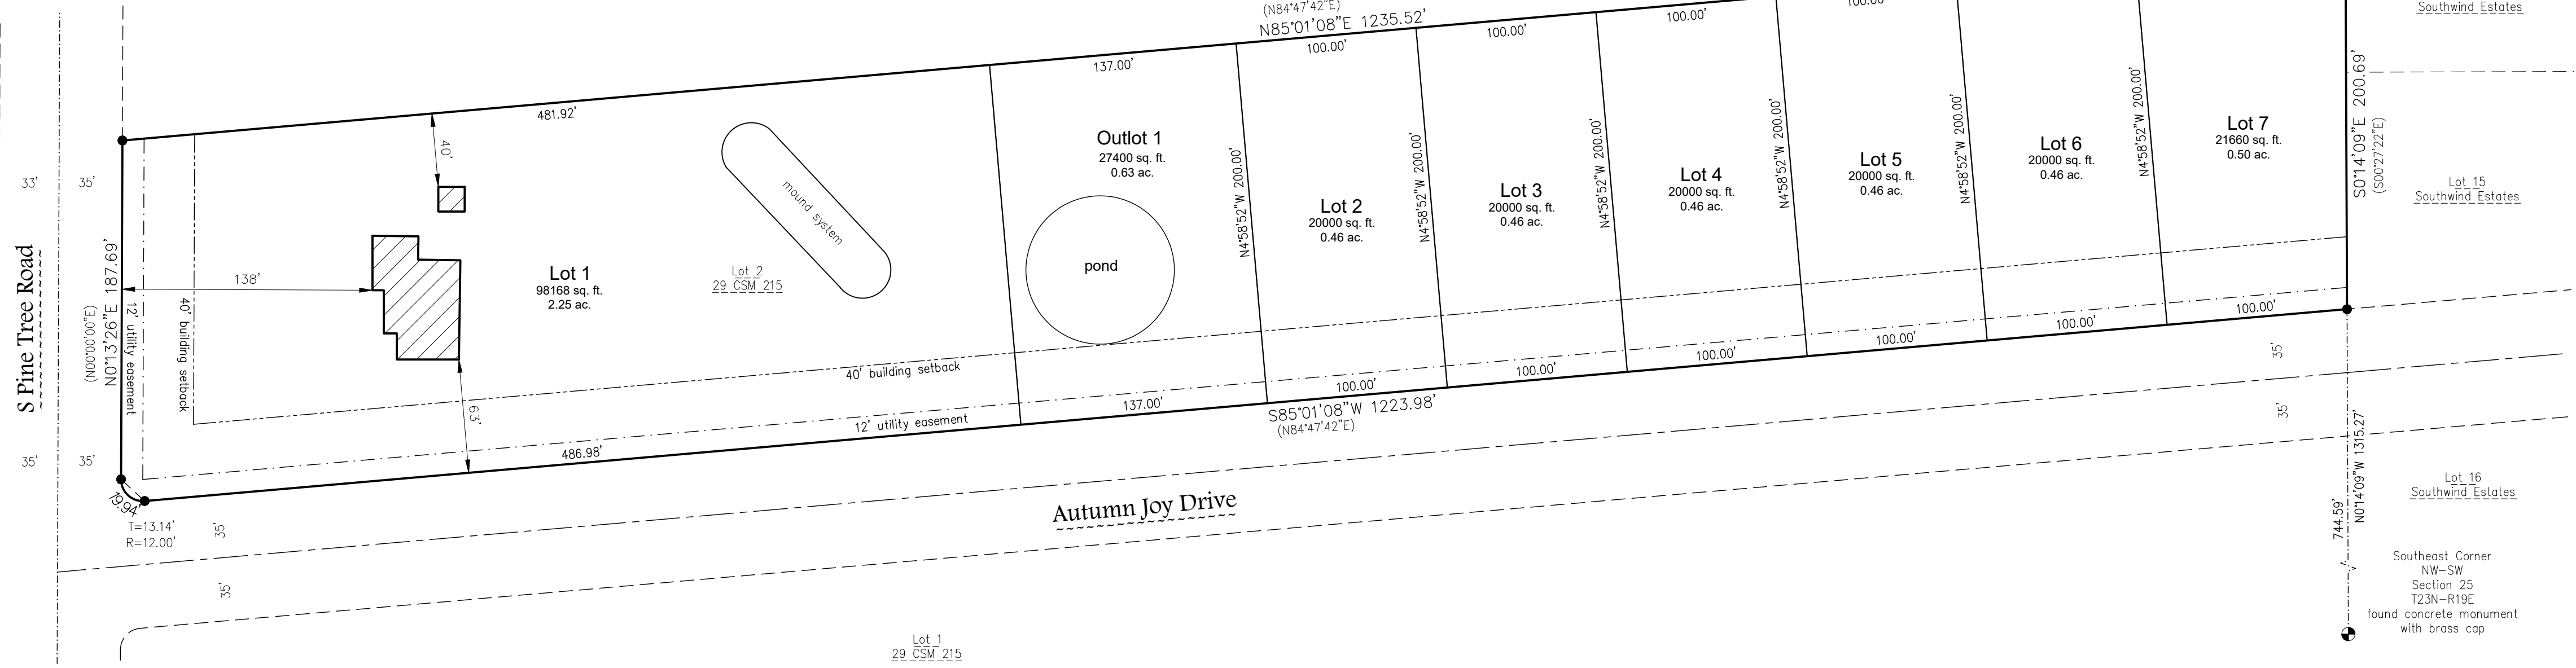 (N84°47'42"E)
N85°01'08"E 1235.52'
Southwind Estates
100.00'
100.00'
100.00'
100.00'
137.00'
481.92'
40'
S0°14'09"E 200.69'
(S00°27'22"E)
33'
35'
Outlot 1
27400 sq. ft.
0.63 ac.
Lot 2
20000 sq. ft.
0.46 ac.
Lot 3
20000 sq. ft.
0.46 ac.
Lot 4
20000 sq. ft.
0.46 ac.
Lot 5
20000 sq. ft.
0.46 ac.
Lot 6
20000 sq. ft.
0.46 ac.
Lot 7
21660 sq. ft.
0.50 ac.
N4°58'52"W 200.00'
N4°58'52"W 200.00'
N4°58'52"W 200.00'
N4°58'52"W 200.00'
N4°58'52"W 200.00'
N4°58'52"W 200.00'
Lot 15
Southwind Estates
mound system
pond
S Pine Tree Road
(N00°00'00"E)
N0°13'26"E 187.69'
12' utility easement
40' building setback
138'
Lot 1
98168 sq. ft.
2.25 ac.
Lot 2
29 CSM 215
40' building setback
12' utility easement
63'
486.98'
137.00'
100.00'
100.00'
100.00'
100.00'
100.00'
100.00'
S85°01'08"W 1223.98'
(N84°47'42"E)
35'
35'
35'
35'
19.94'
T=13.14'
R=12.00'
35'
35'
Autumn Joy Drive
744.59'
N0°14'09"W 1315.27'
Lot 16
Southwind Estates
Southeast Corner
NW-SW
Section 25
T23N-R19E
found concrete monument
with brass cap
Lot 1
29 CSM 215